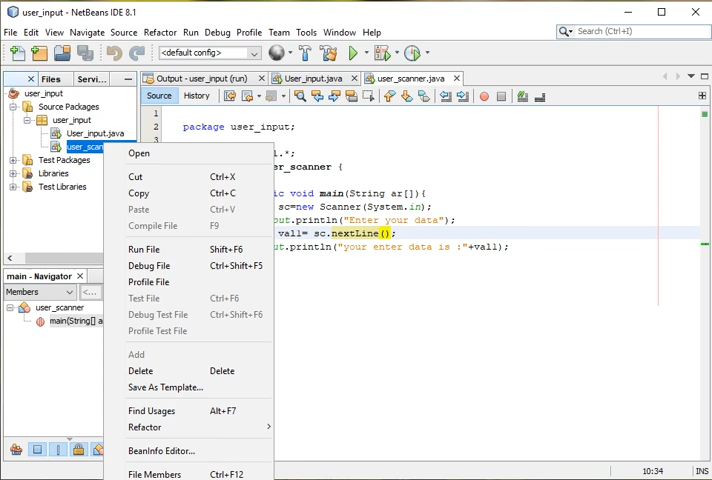 user_input - NetBeans IDE 8.1
File Edit View Navigate Source Refactor Run Debug Profile Team Tools Window Help
Search (Ctrl+I)
<default config>
Files
Servi...
Output - user_input (run)
User_input.java
user_scanner.java
Source
History
user_input
Source Packages
user_input
User_input.java
user_scan
Test Packages
Libraries
Test Libraries
1
2 package user_input;
3
l.*;
er_scanner {
ic void main(String ar[]){
sc=new Scanner(System.in);
out.println("Enter your data");
vall= sc.nextLine();
out.println("your enter data is :"+vall);
Open
Cut Ctrl+X
Copy Ctrl+C
Paste Ctrl+V
Compile File F9
Run File Shift+F6
Debug File Ctrl+Shift+F5
Profile File
Test File Ctrl+F6
Debug Test File Ctrl+Shift+F6
Profile Test File
Add
Delete Delete
Save As Template...
Find Usages Alt+F7
Refactor
BeanInfo Editor...
File Members Ctrl+F12
main - Navigator
Members
<...
user_scanner
main(String[] a
10:34
INS